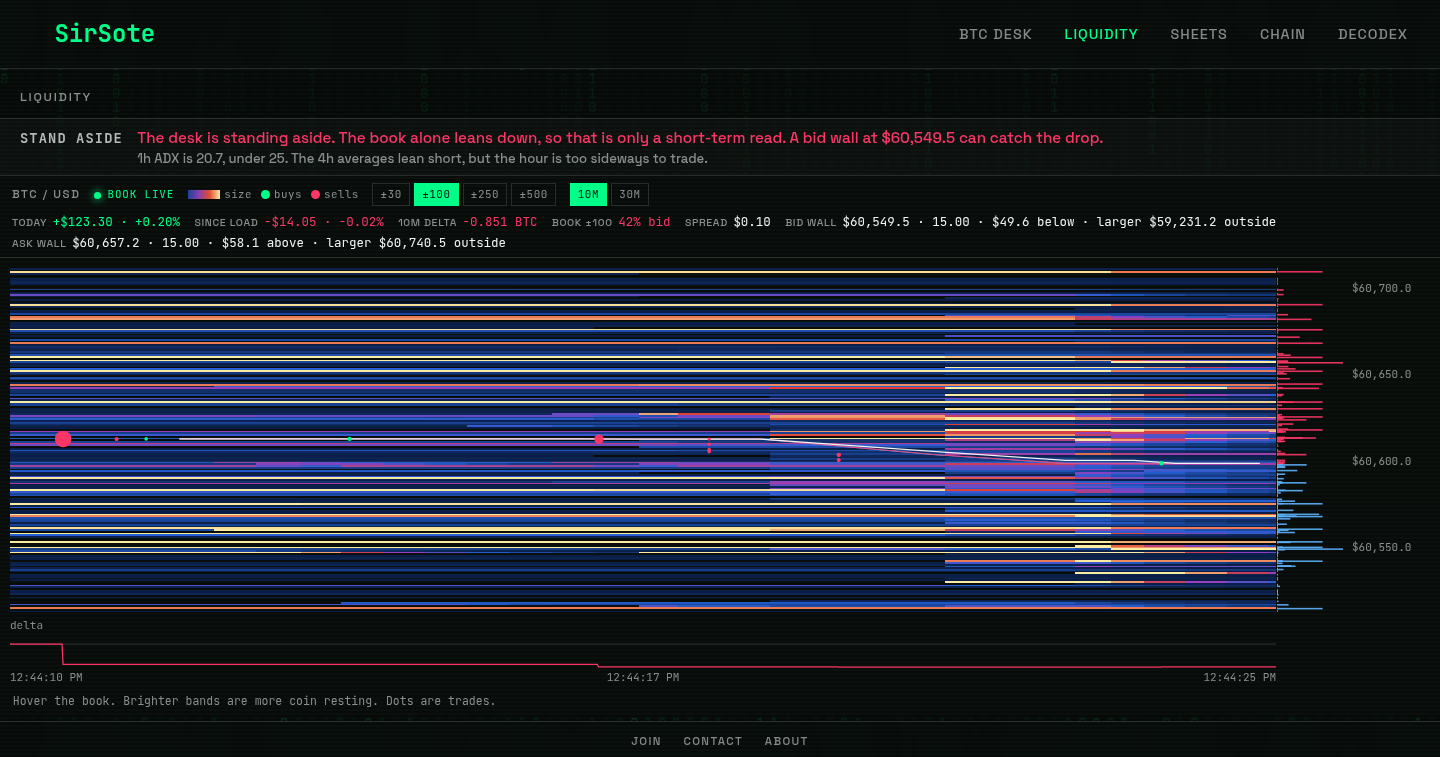 SirSote
BTC DESK LIQUIDITY SHEETS CHAIN DECODEX
LIQUIDITY
STAND ASIDE The desk is standing aside. The book alone leans down, so that is only a short-term read. A bid wall at $60,549.5 can catch the drop.
1h ADX is 20.7, under 25. The 4h averages lean short, but the hour is too sideways to trade.
BTC / USD BOOK LIVE size buys sells ±30 ±100 ±250 ±500 10M 30M
TODAY +$123.30 · +0.20% SINCE LOAD -$14.05 · -0.02% 10M DELTA -0.851 BTC BOOK ±100 42% bid SPREAD $0.10 BID WALL $60,549.5 · 15.00 · $49.6 below · larger $59,231.2 outside
ASK WALL $60,657.2 · 15.00 · $58.1 above · larger $60,740.5 outside
$60,700.0
$60,650.0
$60,600.0
$60,550.0
delta
12:44:10 PM 12:44:17 PM 12:44:25 PM
Hover the book. Brighter bands are more coin resting. Dots are trades.
JOIN CONTACT ABOUT